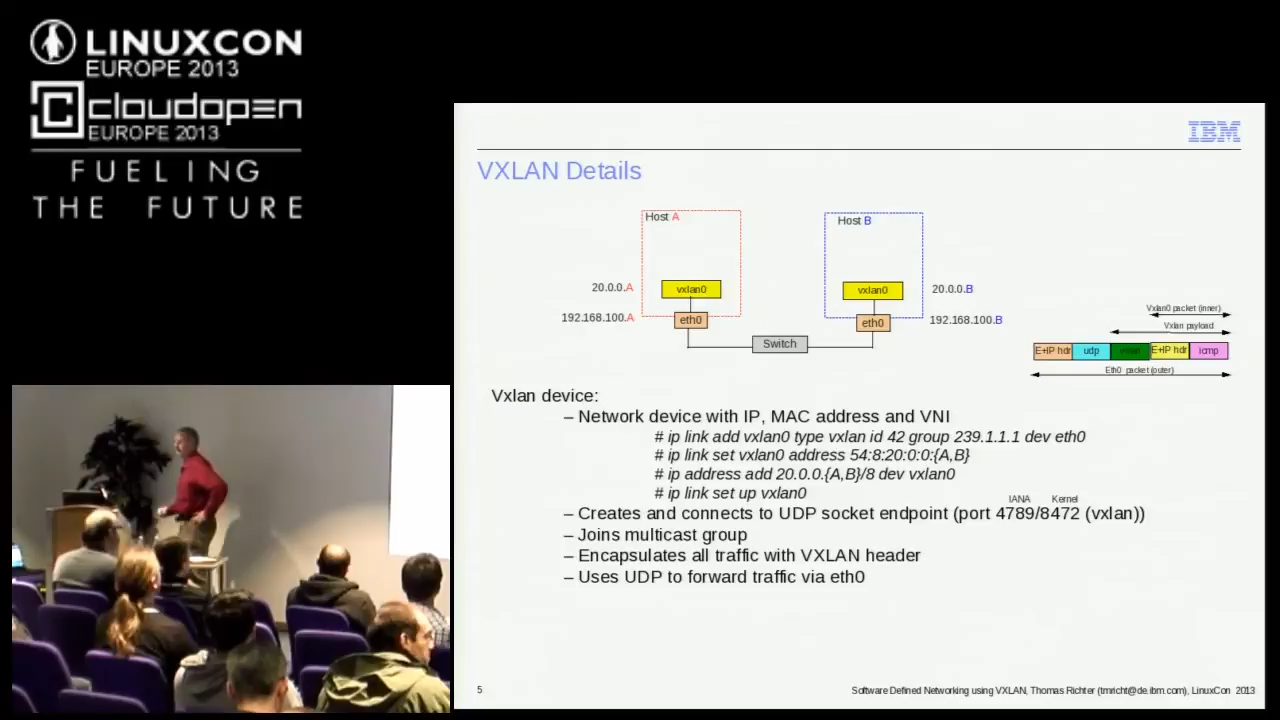 LINUXCON
EUROPE 2013
cloudopen
EUROPE 2013
FUELING
THE FUTURE
IBM
VXLAN Details
Host A
Host B
20.0.0.A
vxlan0
vxlan0
20.0.0.B
192.168.100.A
eth0
eth0
192.168.100.B
Switch
Vxlan0 packet (inner)
Vxlan payload
E+IP hdr udp vxlan E+IP hdr icmp
Eth0 packet (outer)
Vxlan device:
– Network device with IP, MAC address and VNI
# ip link add vxlan0 type vxlan id 42 group 239.1.1.1 dev eth0
# ip link set vxlan0 address 54:8:20:0:0:{A,B}
# ip address add 20.0.0.{A,B}/8 dev vxlan0
# ip link set up vxlan0
IANA Kernel
– Creates and connects to UDP socket endpoint (port 4789/8472 (vxlan))
– Joins multicast group
– Encapsulates all traffic with VXLAN header
– Uses UDP to forward traffic via eth0
5
Software Defined Networking using VXLAN, Thomas Richter (tmricht@de.ibm.com), LinuxCon 2013